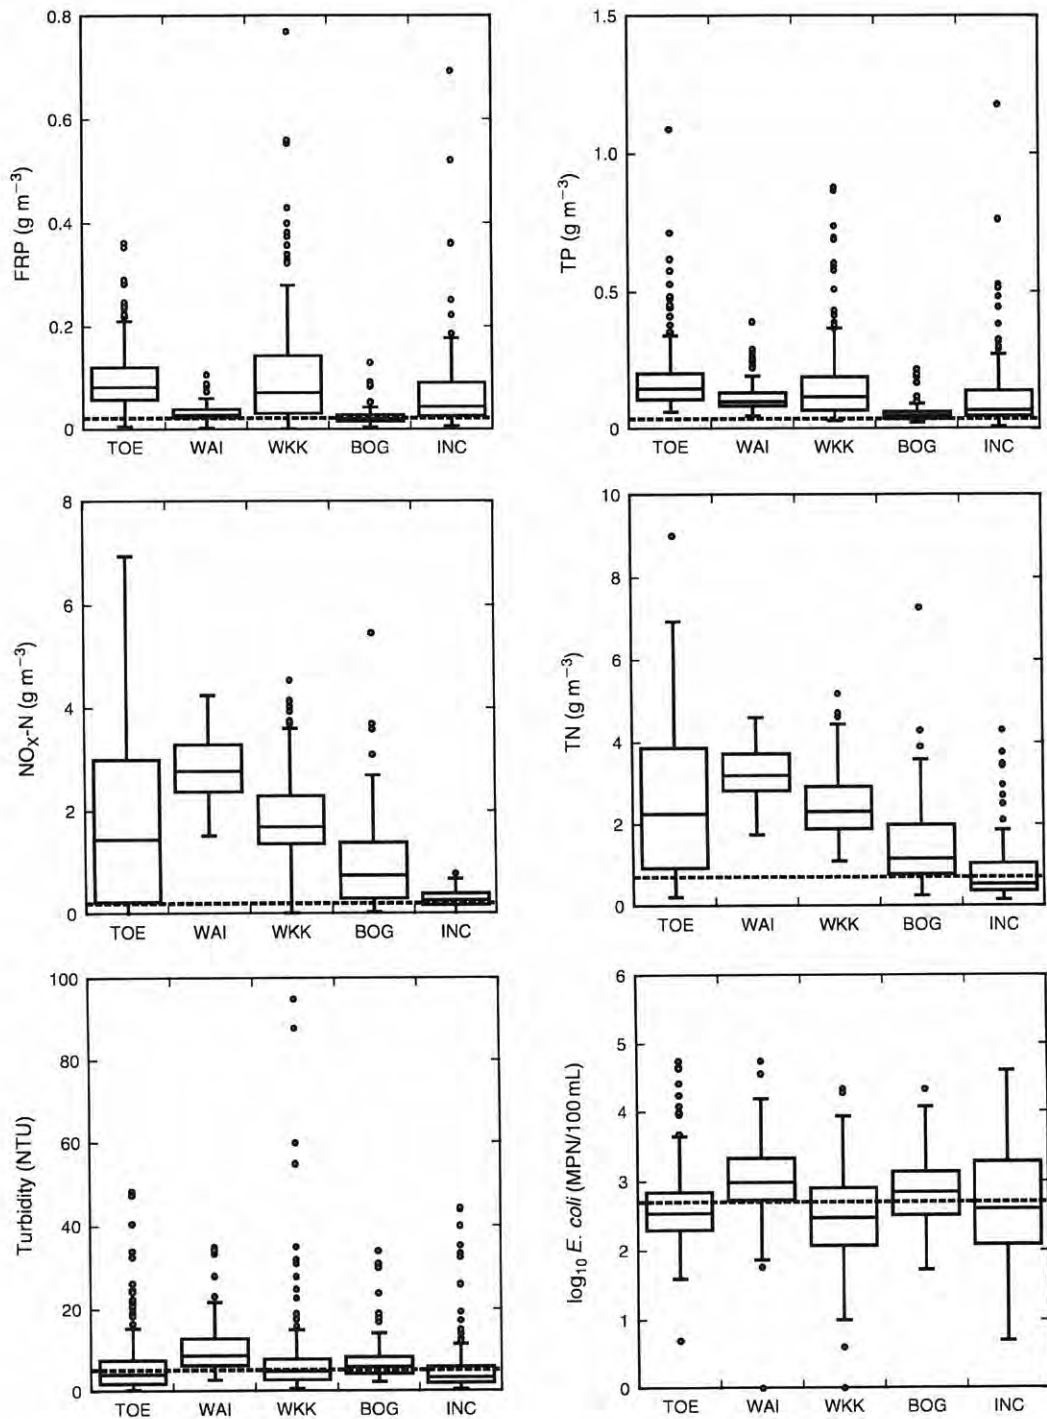 0.8
0.6
0.4
0.2
0
FRP (g m⁻³)
TOE WAI WKK BOG INC
1.5
1.0
0.5
0
TP (g m⁻³)
TOE WAI WKK BOG INC
8
6
4
2
0
NOₓ-N (g m⁻³)
TOE WAI WKK BOG INC
10
8
6
4
2
0
TN (g m⁻³)
TOE WAI WKK BOG INC
100
80
60
40
20
0
Turbidity (NTU)
TOE WAI WKK BOG INC
6
5
4
3
2
1
0
log₁₀ E. coli (MPN/100 mL)
TOE WAI WKK BOG INC